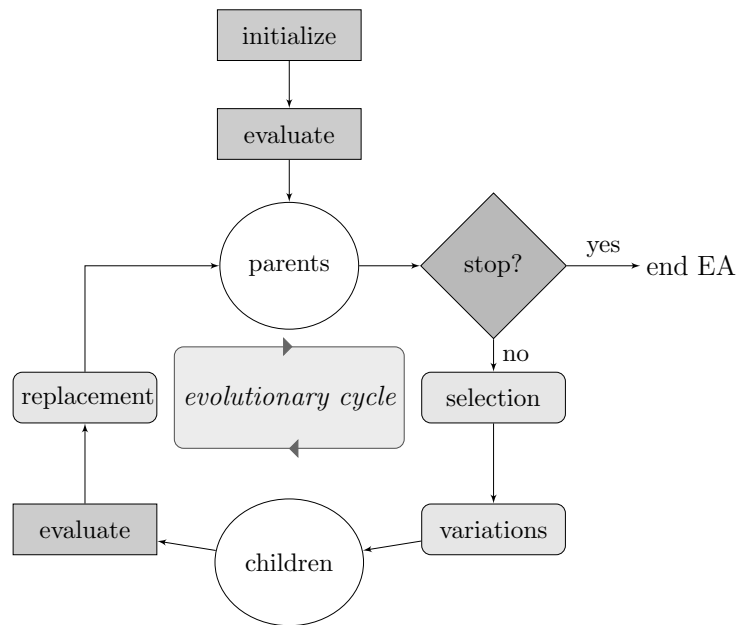 initialize
evaluate
parents
stop?
yes
end EA
no
replacement
evolutionary cycle
selection
evaluate
variations
children